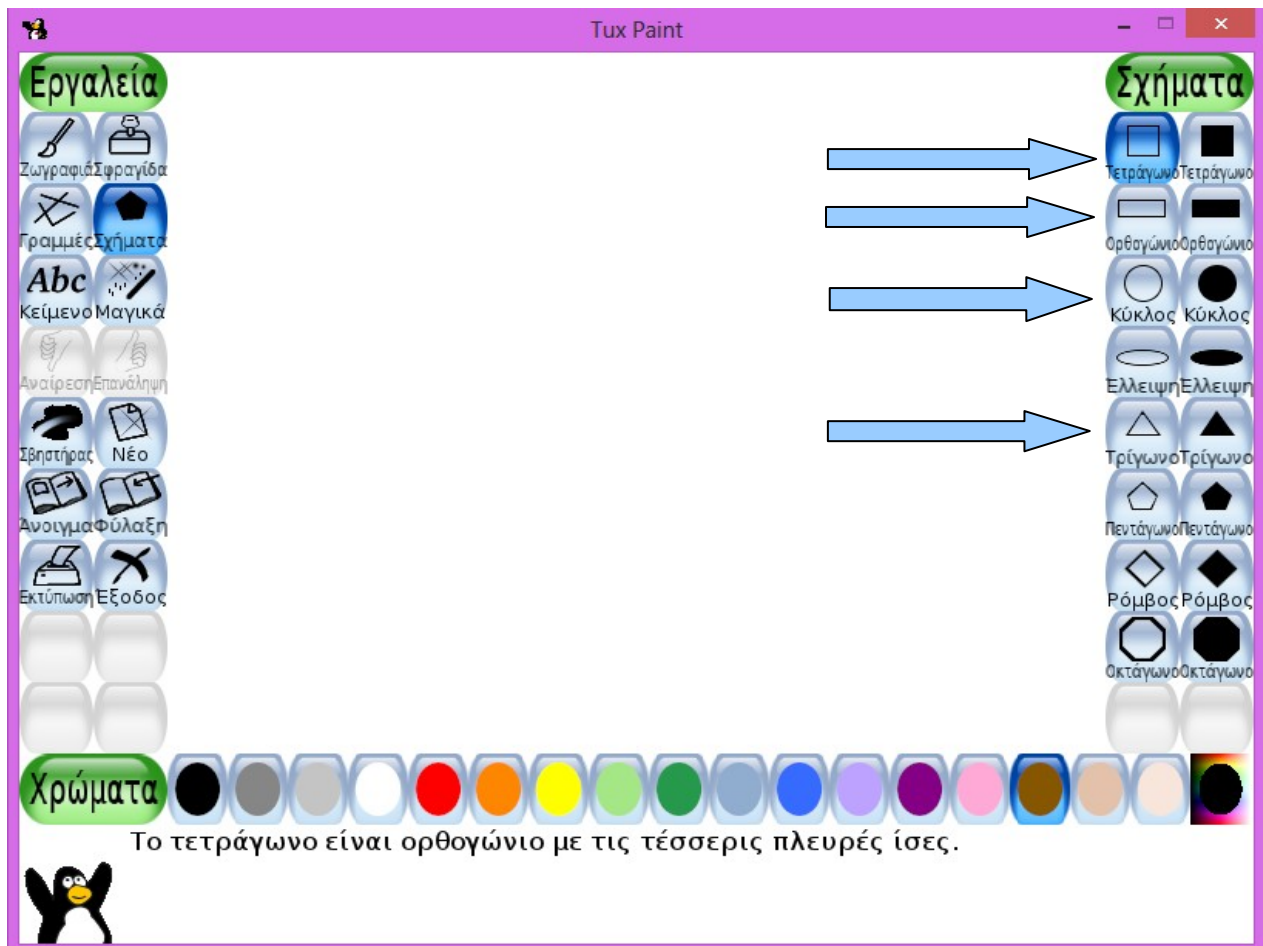 Tux Paint
Εργαλεία
Ζωγραφιά Σφραγίδα
Γραμμές Σχήματα
Abc
Κείμενο Μαγικά
Αναίρεση Επανάληψη
Σβηστήρας Νέο
Άνοιγμα Φύλαξη
Εκτύπωση Έξοδος
Σχήματα
Τετράγωνο Τετράγωνο
Ορθογώνιο Ορθογώνιο
Κύκλος Κύκλος
Έλλειψη Έλλειψη
Τρίγωνο Τρίγωνο
Πεντάγωνο Πεντάγωνο
Ρόμβος Ρόμβος
Οκτάγωνο Οκτάγωνο
Χρώματα
Το τετράγωνο είναι ορθογώνιο με τις τέσσερις πλευρές ίσες.